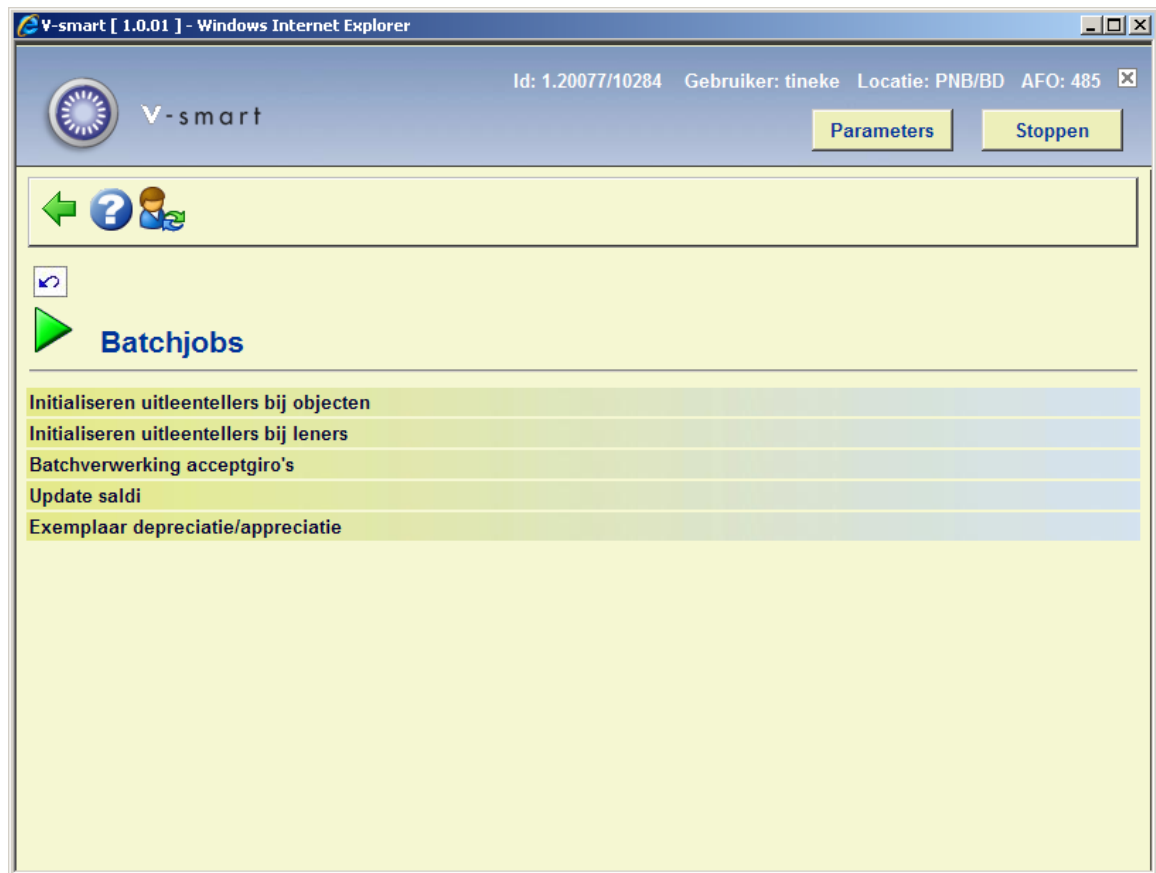 V-smart [ 1.0.01 ] - Windows Internet Explorer
Id: 1.20077/10284 Gebruiker: tineke Locatie: PNB/BD AFO: 485
V-smart
Parameters Stoppen
Batchjobs
Initialiseren uitleentellers bij objecten
Initialiseren uitleentellers bij leners
Batchverwerking acceptgiro's
Update saldi
Exemplaar depreciatie/appreciatie